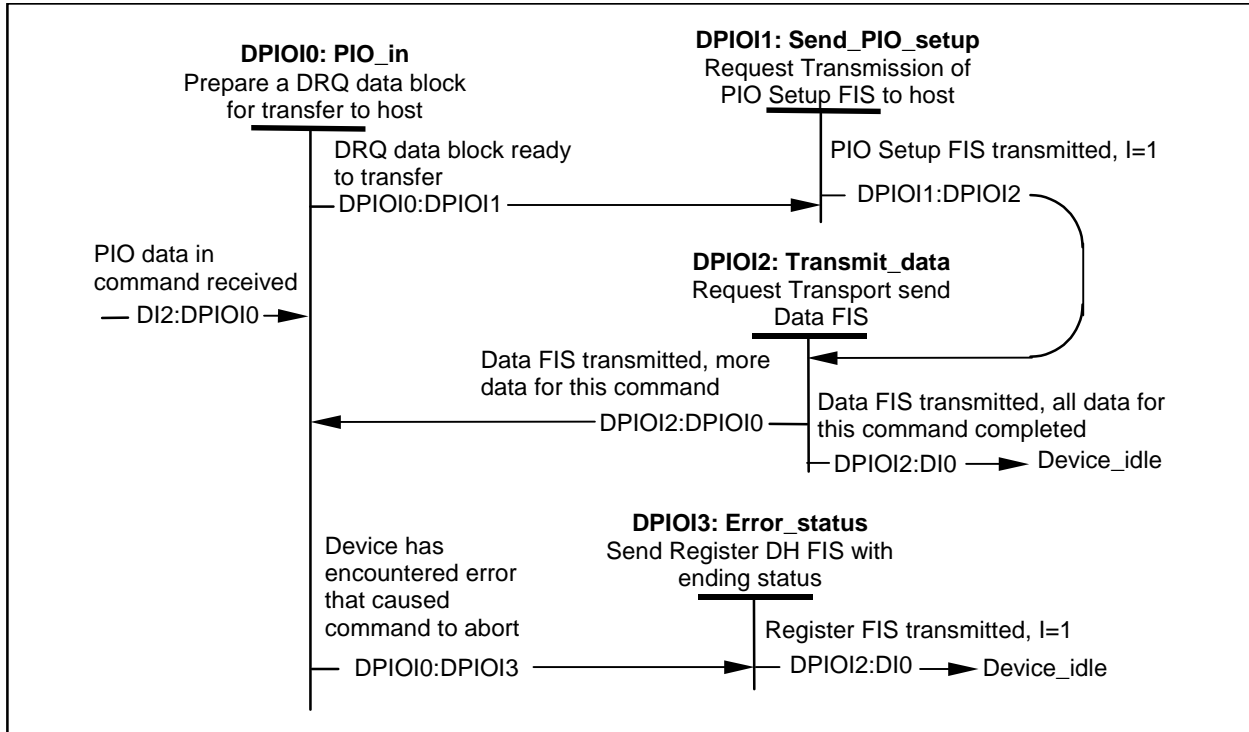 DPIOI0: PIO_in
Prepare a DRQ data block
for transfer to host
DPIOI1: Send_PIO_setup
Request Transmission of
PIO Setup FIS to host
DRQ data block ready
to transfer
DPIOI0:DPIOI1
PIO Setup FIS transmitted, I=1
DPIOI1:DPIOI2
PIO data in
command received
DI2:DPIOI0
DPIOI2: Transmit_data
Request Transport send
Data FIS
Data FIS transmitted, more
data for this command
DPIOI2:DPIOI0
Data FIS transmitted, all data for
this command completed
DPIOI2:DI0
Device_idle
DPIOI3: Error_status
Send Register DH FIS with
ending status
Device has
encountered error
that caused
command to abort
DPIOI0:DPIOI3
Register FIS transmitted, I=1
DPIOI2:DI0
Device_idle